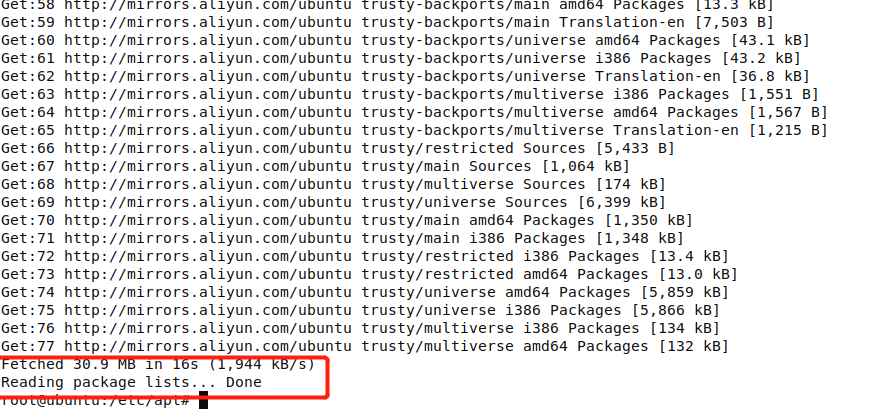 Get:58 http://mirrors.aliyun.com/ubuntu trusty-backports/main amd64 Packages [13.3 kB]
Get:59 http://mirrors.aliyun.com/ubuntu trusty-backports/main Translation-en [7,503 B]
Get:60 http://mirrors.aliyun.com/ubuntu trusty-backports/universe amd64 Packages [43.1 kB]
Get:61 http://mirrors.aliyun.com/ubuntu trusty-backports/universe i386 Packages [43.2 kB]
Get:62 http://mirrors.aliyun.com/ubuntu trusty-backports/universe Translation-en [36.8 kB]
Get:63 http://mirrors.aliyun.com/ubuntu trusty-backports/multiverse i386 Packages [1,551 B]
Get:64 http://mirrors.aliyun.com/ubuntu trusty-backports/multiverse amd64 Packages [1,567 B]
Get:65 http://mirrors.aliyun.com/ubuntu trusty-backports/multiverse Translation-en [1,215 B]
Get:66 http://mirrors.aliyun.com/ubuntu trusty/restricted Sources [5,433 B]
Get:67 http://mirrors.aliyun.com/ubuntu trusty/main Sources [1,064 kB]
Get:68 http://mirrors.aliyun.com/ubuntu trusty/multiverse Sources [174 kB]
Get:69 http://mirrors.aliyun.com/ubuntu trusty/universe Sources [6,399 kB]
Get:70 http://mirrors.aliyun.com/ubuntu trusty/main amd64 Packages [1,350 kB]
Get:71 http://mirrors.aliyun.com/ubuntu trusty/main i386 Packages [1,348 kB]
Get:72 http://mirrors.aliyun.com/ubuntu trusty/restricted i386 Packages [13.4 kB]
Get:73 http://mirrors.aliyun.com/ubuntu trusty/restricted amd64 Packages [13.0 kB]
Get:74 http://mirrors.aliyun.com/ubuntu trusty/universe amd64 Packages [5,859 kB]
Get:75 http://mirrors.aliyun.com/ubuntu trusty/universe i386 Packages [5,866 kB]
Get:76 http://mirrors.aliyun.com/ubuntu trusty/multiverse i386 Packages [134 kB]
Get:77 http://mirrors.aliyun.com/ubuntu trusty/multiverse amd64 Packages [132 kB]
Fetched 30.9 MB in 16s (1,944 kB/s)
Reading package lists... Done
root@ubuntu:/etc/apt#